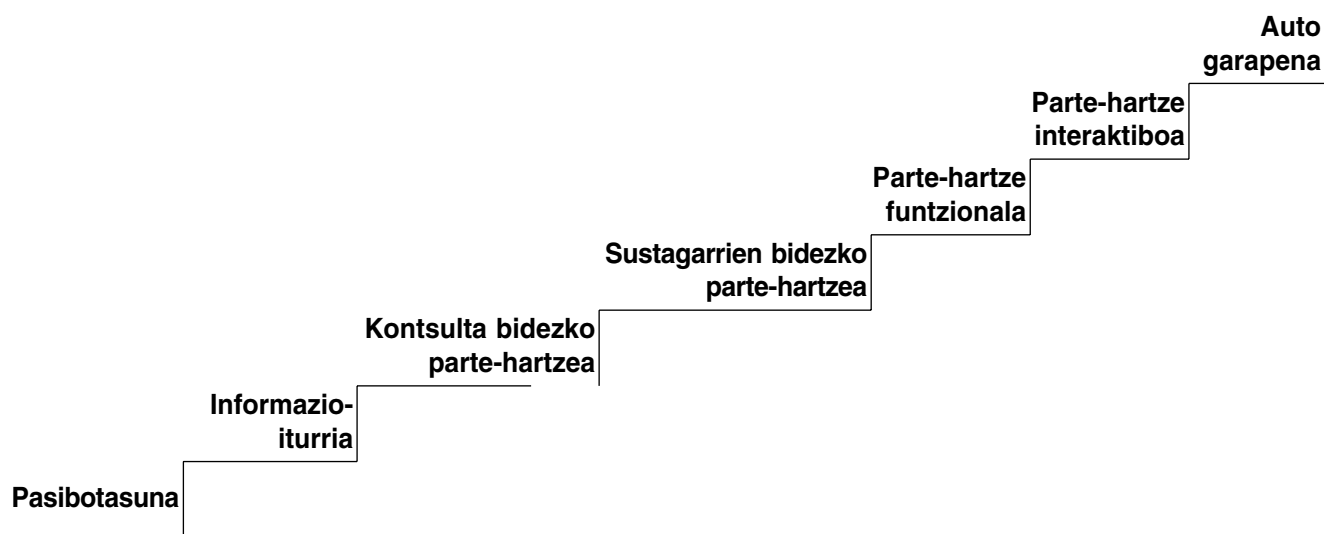 Auto
garapena
Parte-hartze
interaktiboa
Parte-hartze
funtzionala
Sustagarrien bidezko
parte-hartzea
Kontsulta bidezko
parte-hartzea
Informazio-
iturria
Pasibotasuna